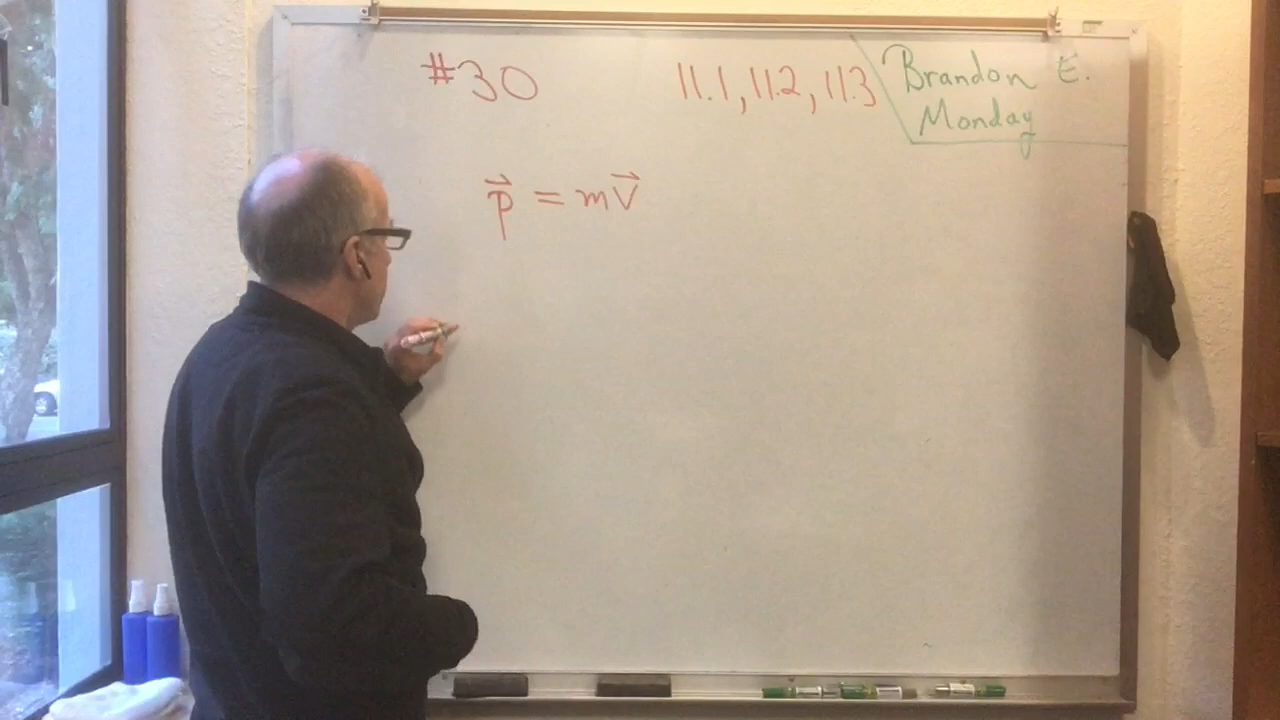 #30
11.1, 11.2, 11.3
Brandon E.
Monday
p⃗ = mv⃗